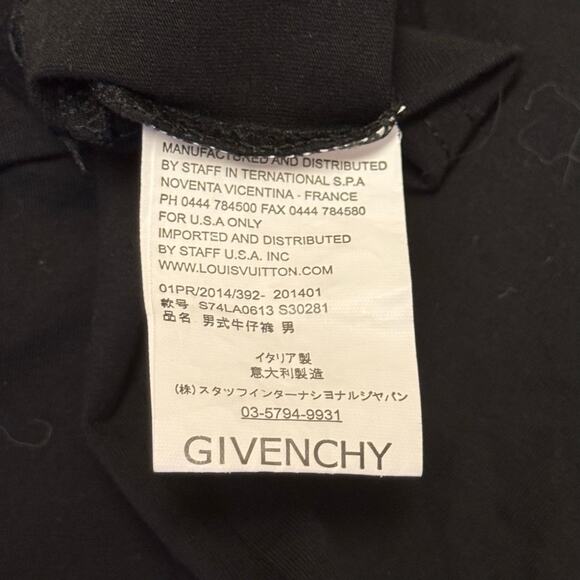 MANUFACTURED AND DISTRIBUTED
BY STAFF IN TERNATIONAL S.P.A
NOVENTA VICENTINA - FRANCE
PH 0444 784500 FAX 0444 784580
FOR U.S.A ONLY
IMPORTED AND DISTRIBUTED
BY STAFF U.S.A. INC
WWW.LOUISVUITTON.COM
01PR/2014/392- 201401
款号 S74LA0613 S30281
品名 男式牛仔裤 男
イタリア製
意大利製造
(株)スタッフインターナショナルジャパン
03-5794-9931
GIVENCHY